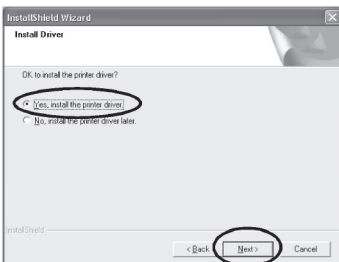 InstallShield Wizard
Install Driver
OK to install the printer driver?
Yes, install the printer driver.
No, install the printer driver later.
InstallShield
< Back Next > Cancel